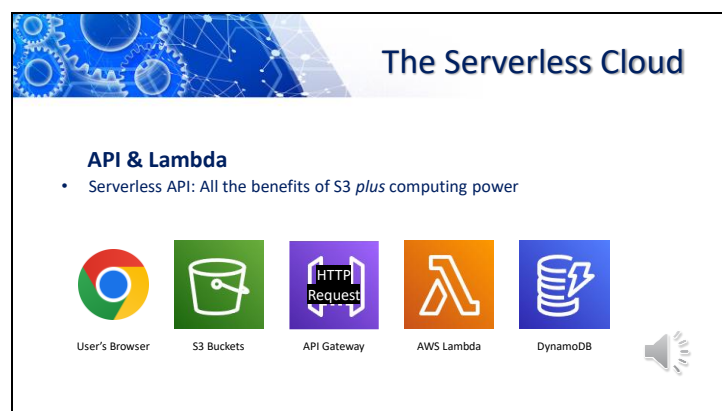 The Serverless Cloud
API & Lambda
• Serverless API: All the benefits of S3 plus computing power
HTTP
Request
User's Browser
S3 Buckets
API Gateway
AWS Lambda
DynamoDB